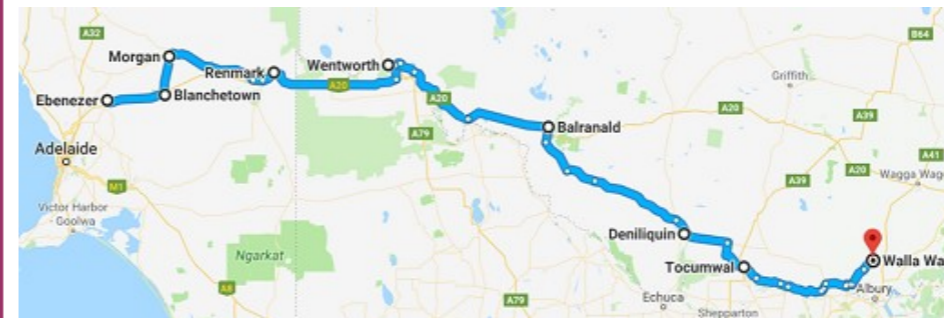 A32
B64
Morgan
Renmark
Wentworth
Griffith
Ebenezer
Blanchetown
A20
A20
A20
A39
Balranald
A79
A41
Adelaide
A20
Wagga Wag
M1
A39
Victor Harbor
- Goolwa
Deniliquin
Ngarkat
Tocumwal
Walla Wa
A8
A79
Echuca
Albury
Shepparton